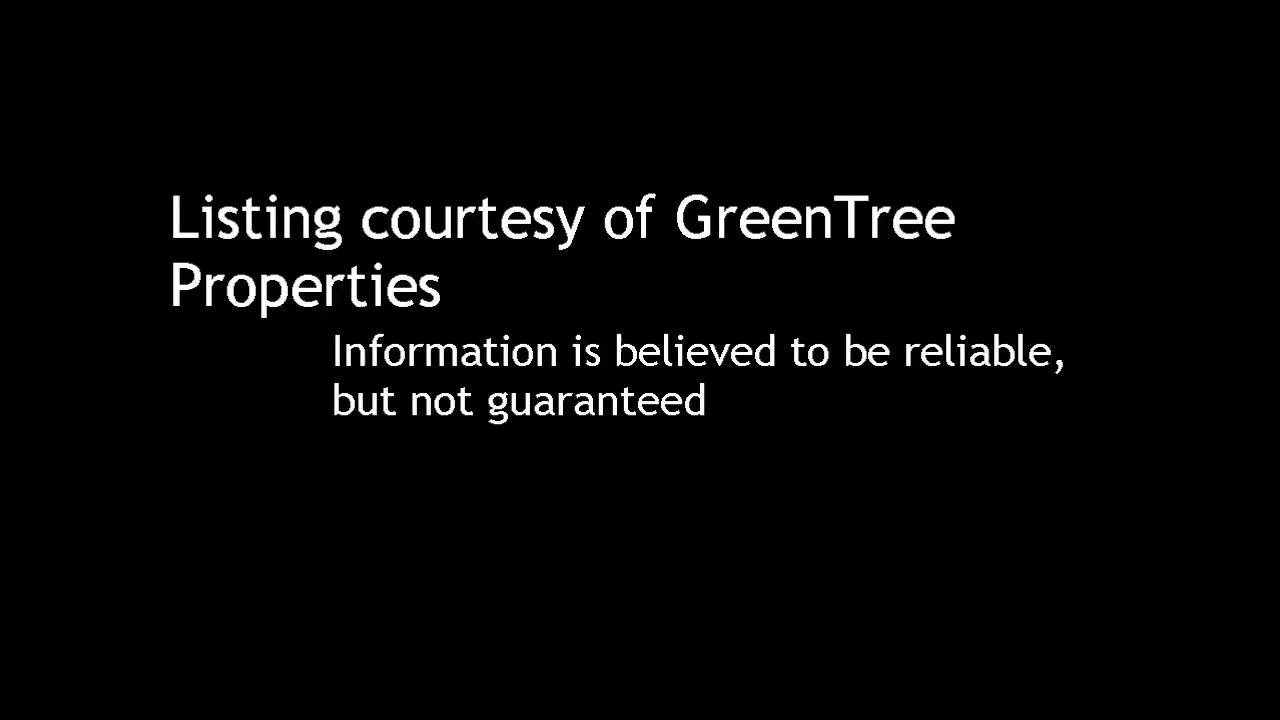 Listing courtesy of GreenTree
Properties
Information is believed to be reliable,
but not guaranteed